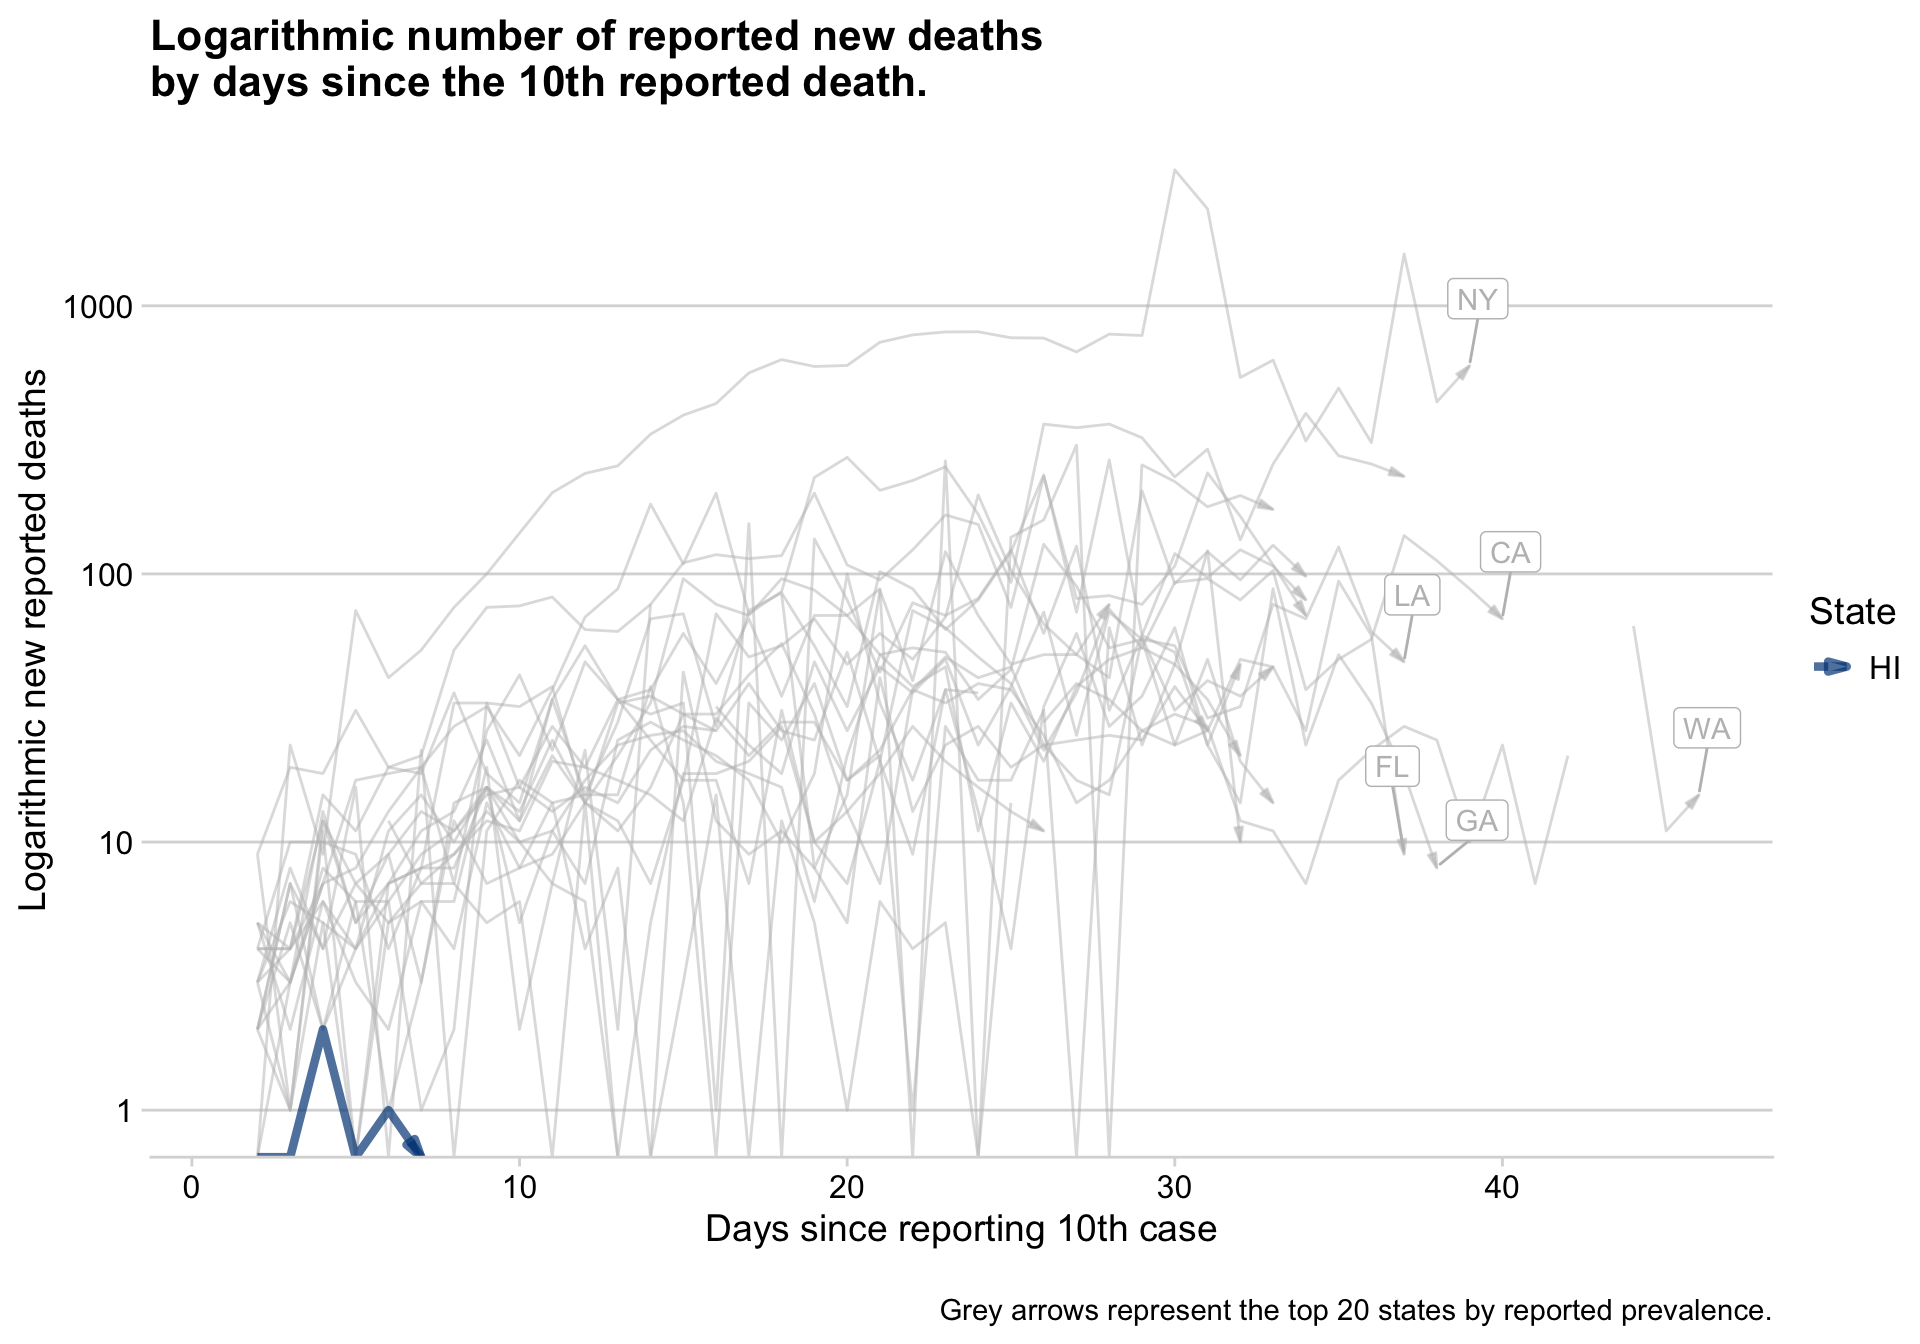 Logarithmic number of reported new deaths
by days since the 10th reported death.
Logarithmic new reported deaths
1000
100
10
1
NY
CA
LA
WA
FL
GA
State
HI
0 10 20 30 40
Days since reporting 10th case
Grey arrows represent the top 20 states by reported prevalence.